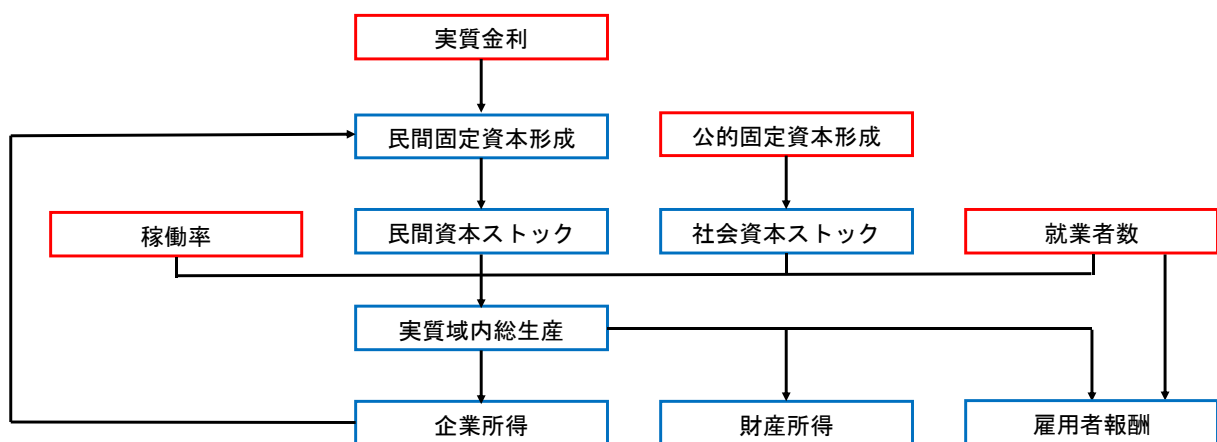 実質金利
民間固定資本形成
公的固定資本形成
稼働率
民間資本ストック
社会資本ストック
就業者数
実質域内総生産
企業所得
財産所得
雇用者報酬